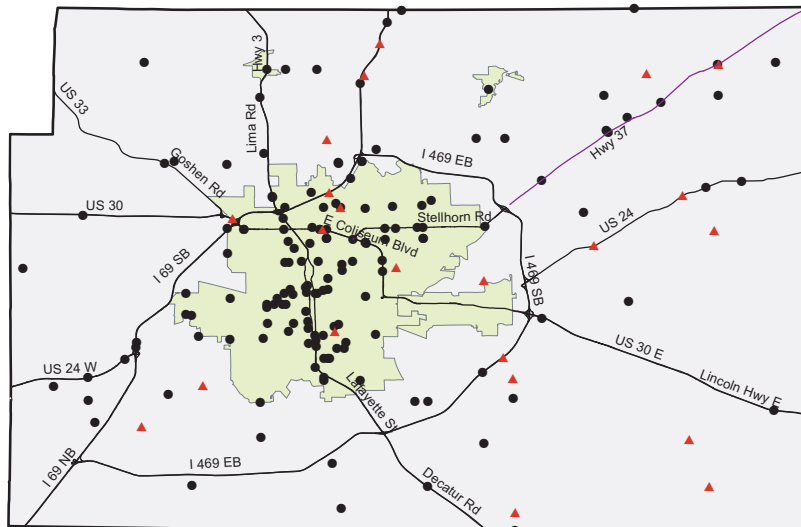 Hwy 3
US 33
Lima Rd
Hwy 37
Goshen Rd
I 469 EB
US 30
Stellhorn Rd
US 24
E Coliseum Blvd
I 69 SB
I 469 SB
US 30 E
US 24 W
Lincoln Hwy E
Lafayette St
I 69 NB
I 469 EB
Decatur Rd